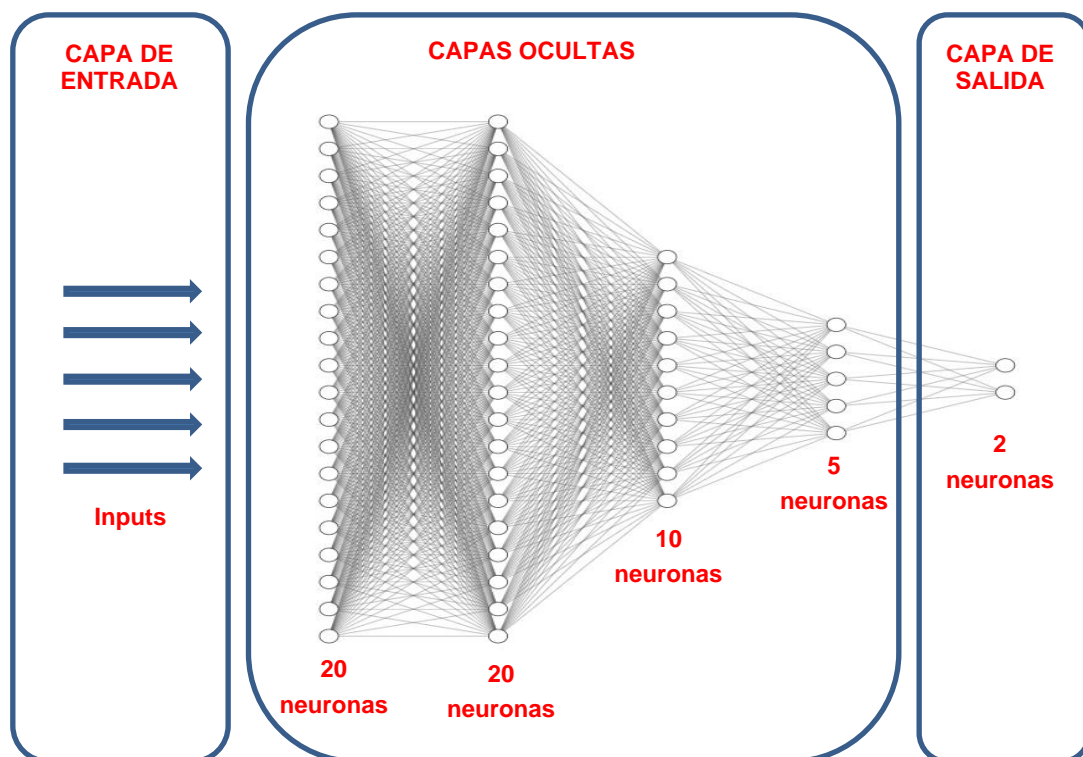 CAPA DE
ENTRADA
Inputs
CAPAS OCULTAS
20
neuronas
20
neuronas
10
neuronas
5
neuronas
CAPA DE
SALIDA
2
neuronas